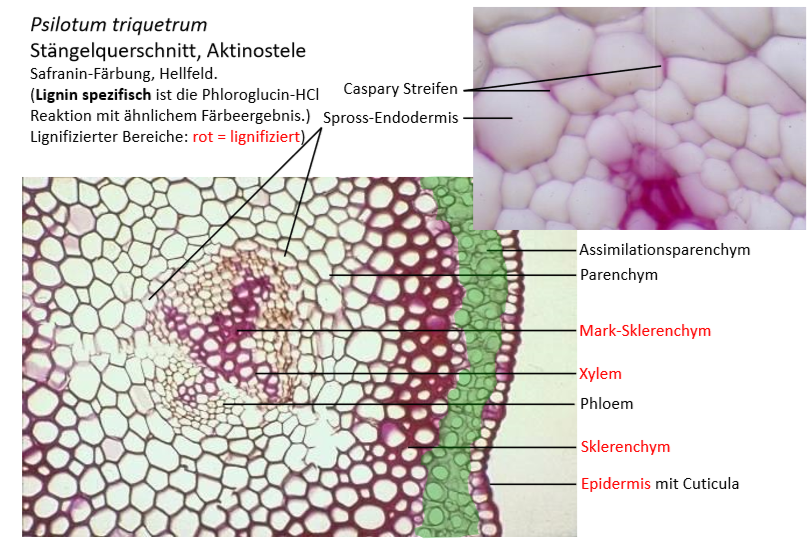 Psilotum triquetrum
Stängelquerschnitt, Aktinostele
Safranin-Färbung, Hellfeld.
(Lignin spezifisch ist die Phloroglucin-HCl
Reaktion mit ähnlichem Färbeergebnis.)
Lignifizierter Bereiche: rot = lignifiziert)
Caspary Streifen
Spross-Endodermis
Assimilationsparenchym
Parenchym
Mark-Sklerenchym
Xylem
Phloem
Sklerenchym
Epidermis mit Cuticula